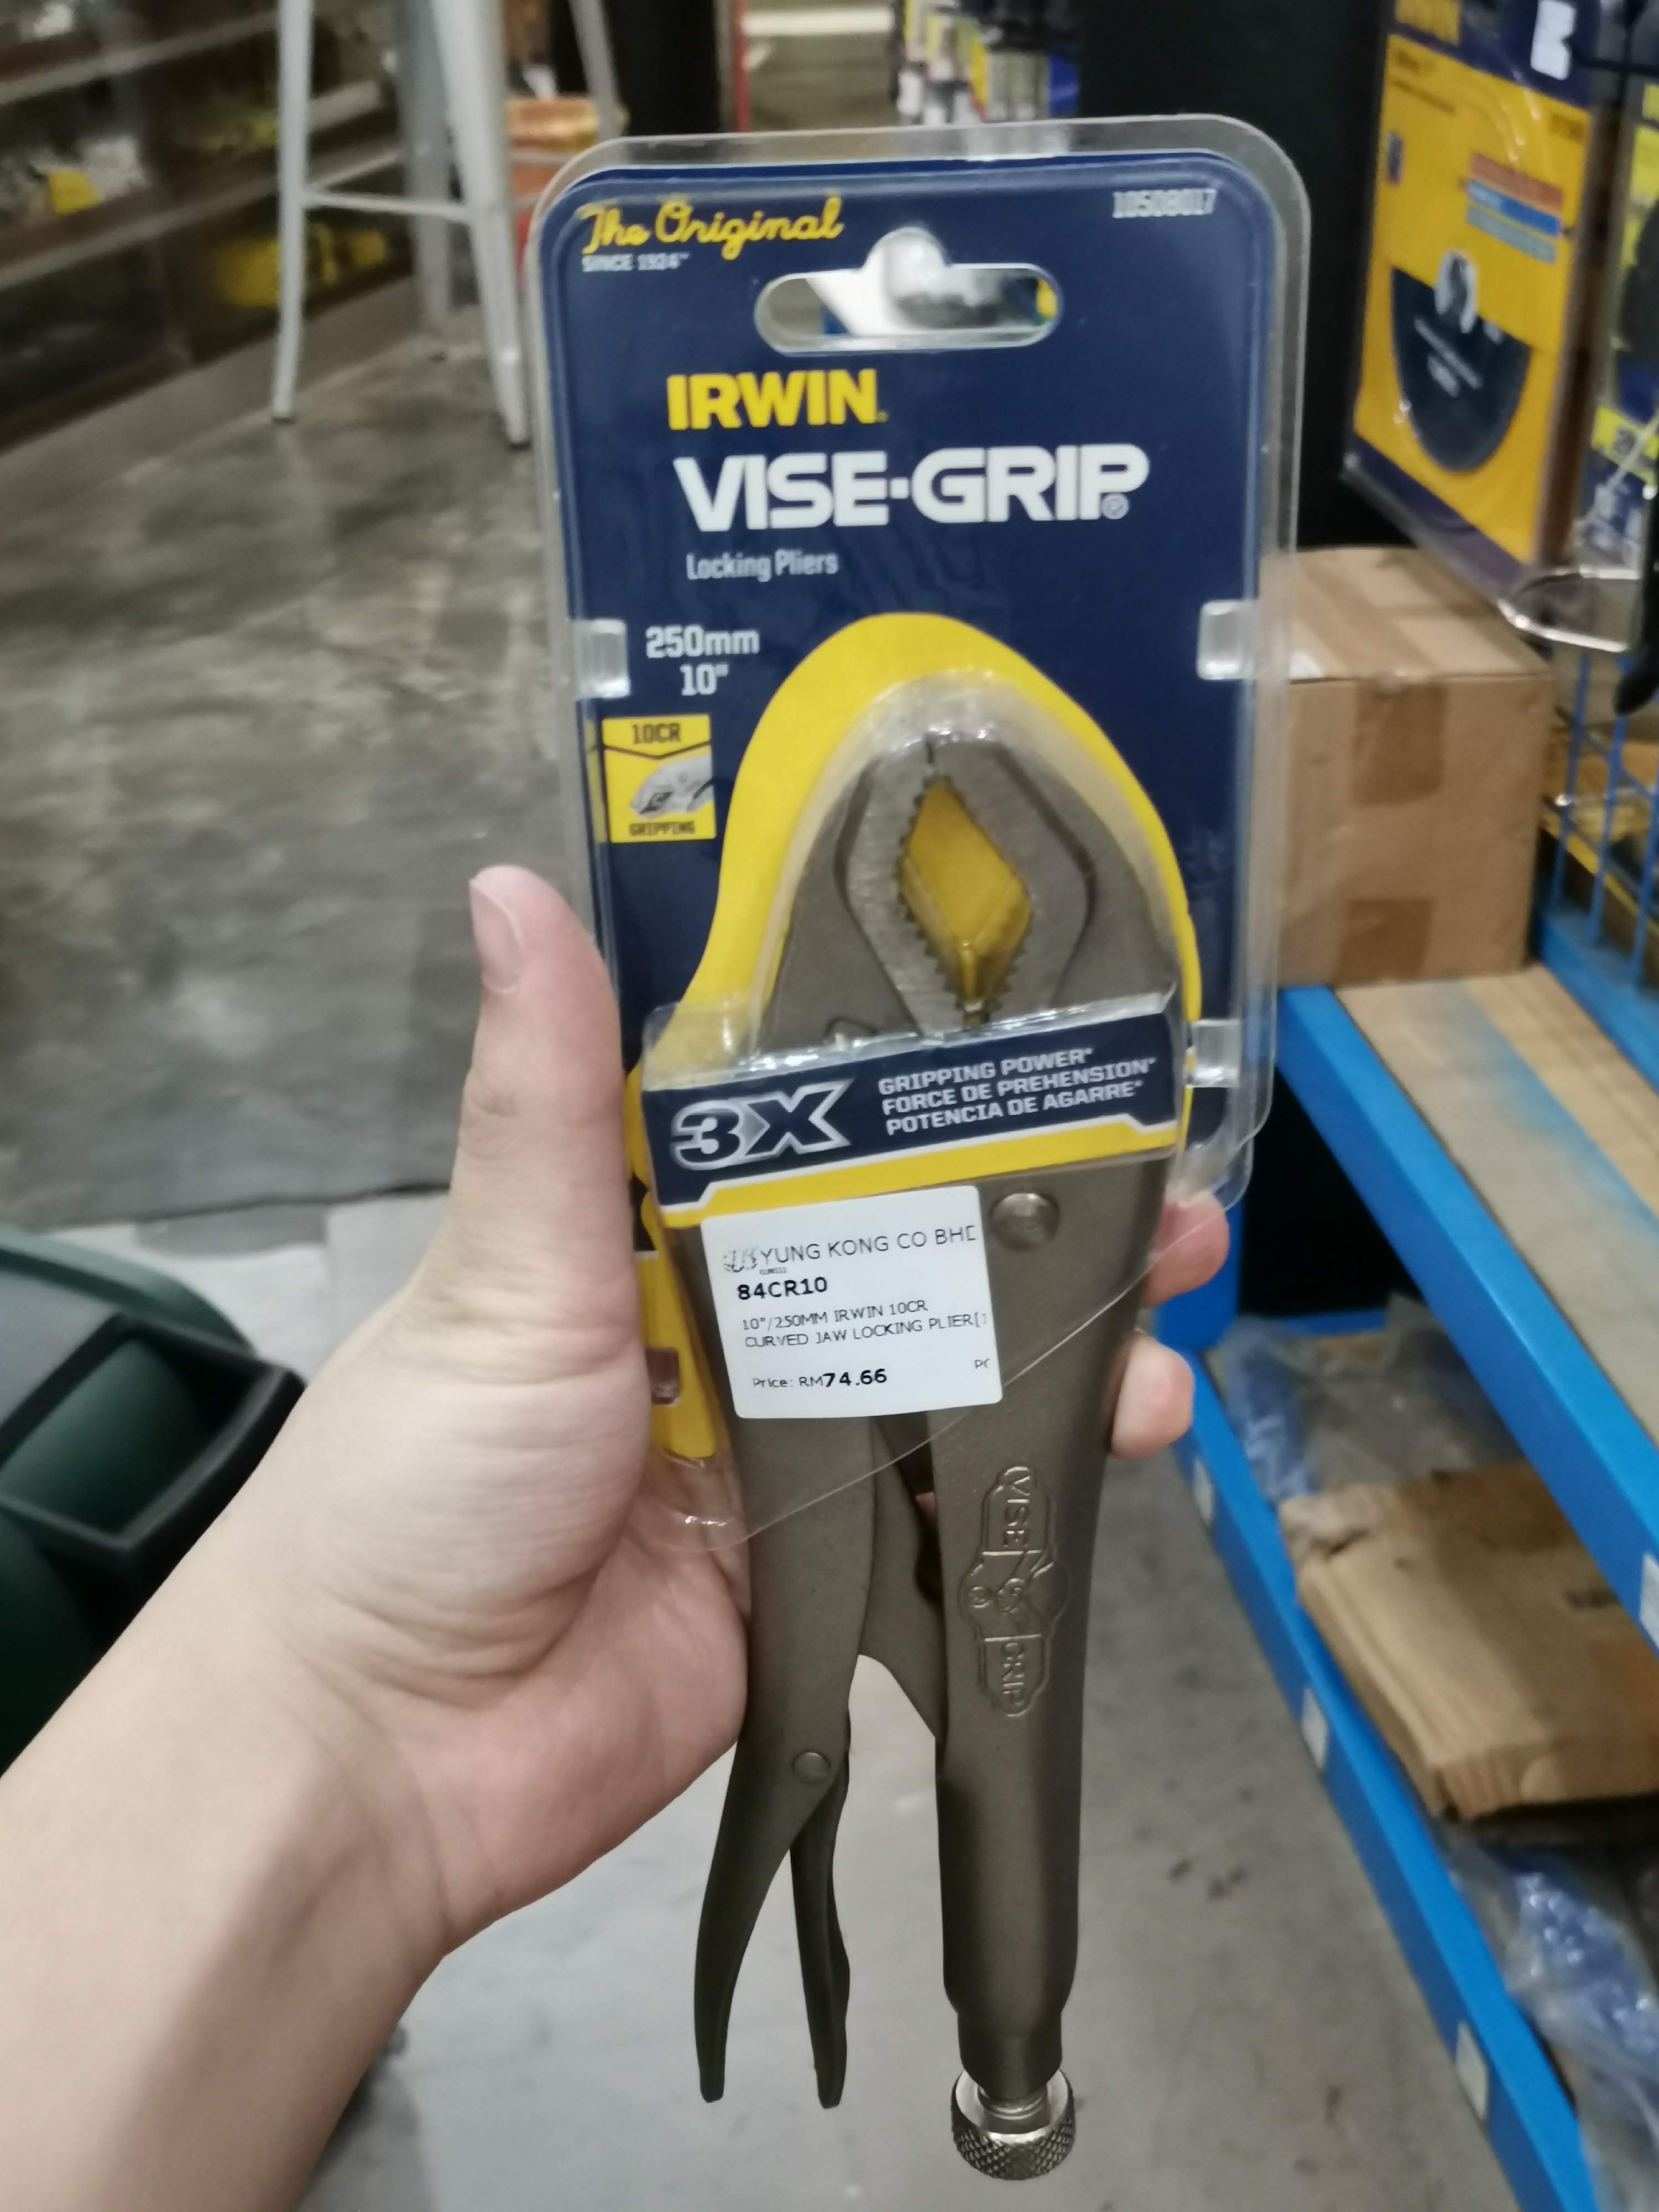 The Original
SINCE 1924™
10508017
IRWIN.
VISE-GRIP®
Locking Pliers
250mm
10"
10CR
GRIPPING
3X
GRIPPING POWER*
FORCE DE PREHENSION*
POTENCIA DE AGARRE*
YUNG KONG CO BHD
84CR10
10"/250MM IRWIN 10CR
CURVED JAW LOCKING PLIER[1
Price: RM74.66
PC
VISE GRIP
IRWIN